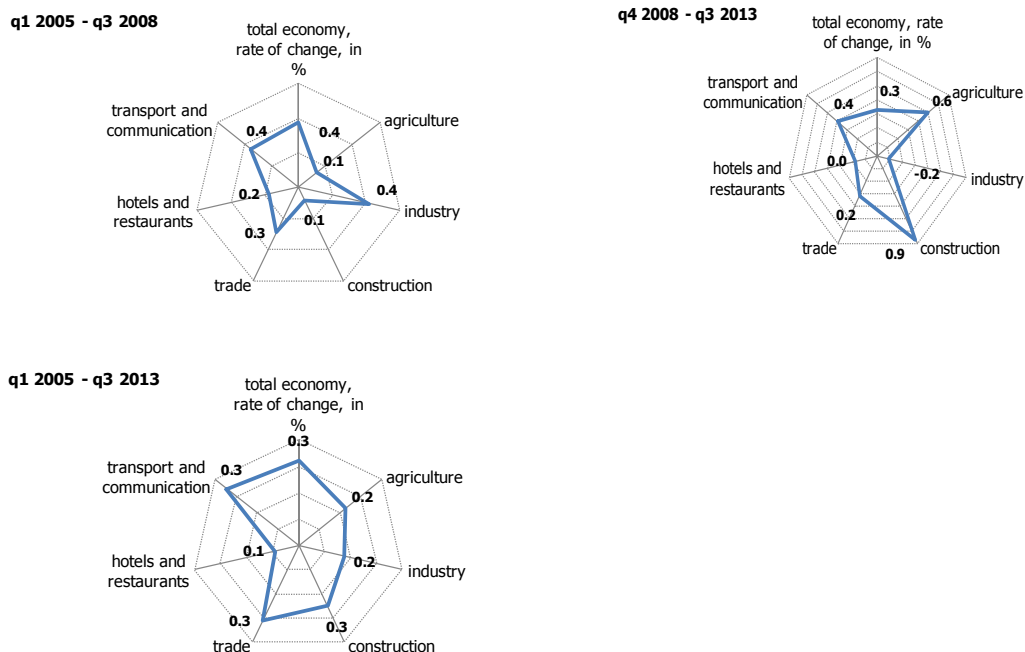 q1 2005 - q3 2008
total economy,
rate of change, in
%
transport and
communication
0.4
0.4
agriculture
0.1
0.4
hotels and
restaurants
0.2
industry
0.1
0.3
trade
construction
q4 2008 - q3 2013
total economy, rate
of change, in %
transport and
communication
0.3
0.6
agriculture
0.4
0.0
hotels and
restaurants
-0.2
industry
0.2
trade
construction
0.9
q1 2005 - q3 2013
total economy,
rate of change, in
%
0.3
transport and
communication
0.3
agriculture
0.2
hotels and
restaurants
0.1
0.2
industry
0.3
0.3
trade
construction